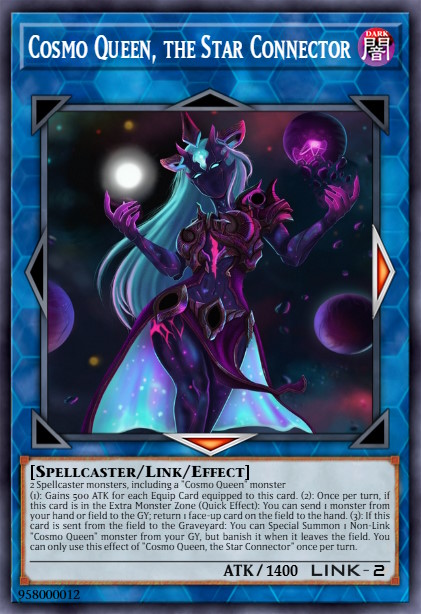 Cosmo Queen, the Star Connector
DARK
闇
[Spellcaster/Link/Effect]
2 Spellcaster monsters, including a "Cosmo Queen" monster
(1): Gains 500 ATK for each Equip Card equipped to this card. (2): Once per turn, if
this card is in the Extra Monster Zone (Quick Effect): You can send 1 monster from
your hand or field to the GY; return 1 face-up card on the field to the hand. (3): If this
card is sent from the field to the Graveyard: You can Special Summon 1 Non-Link
"Cosmo Queen" monster from your GY, but banish it when it leaves the field. You
can only use this effect of "Cosmo Queen, the Star Connector" once per turn.
ATK / 1400 LINK-2
958000012